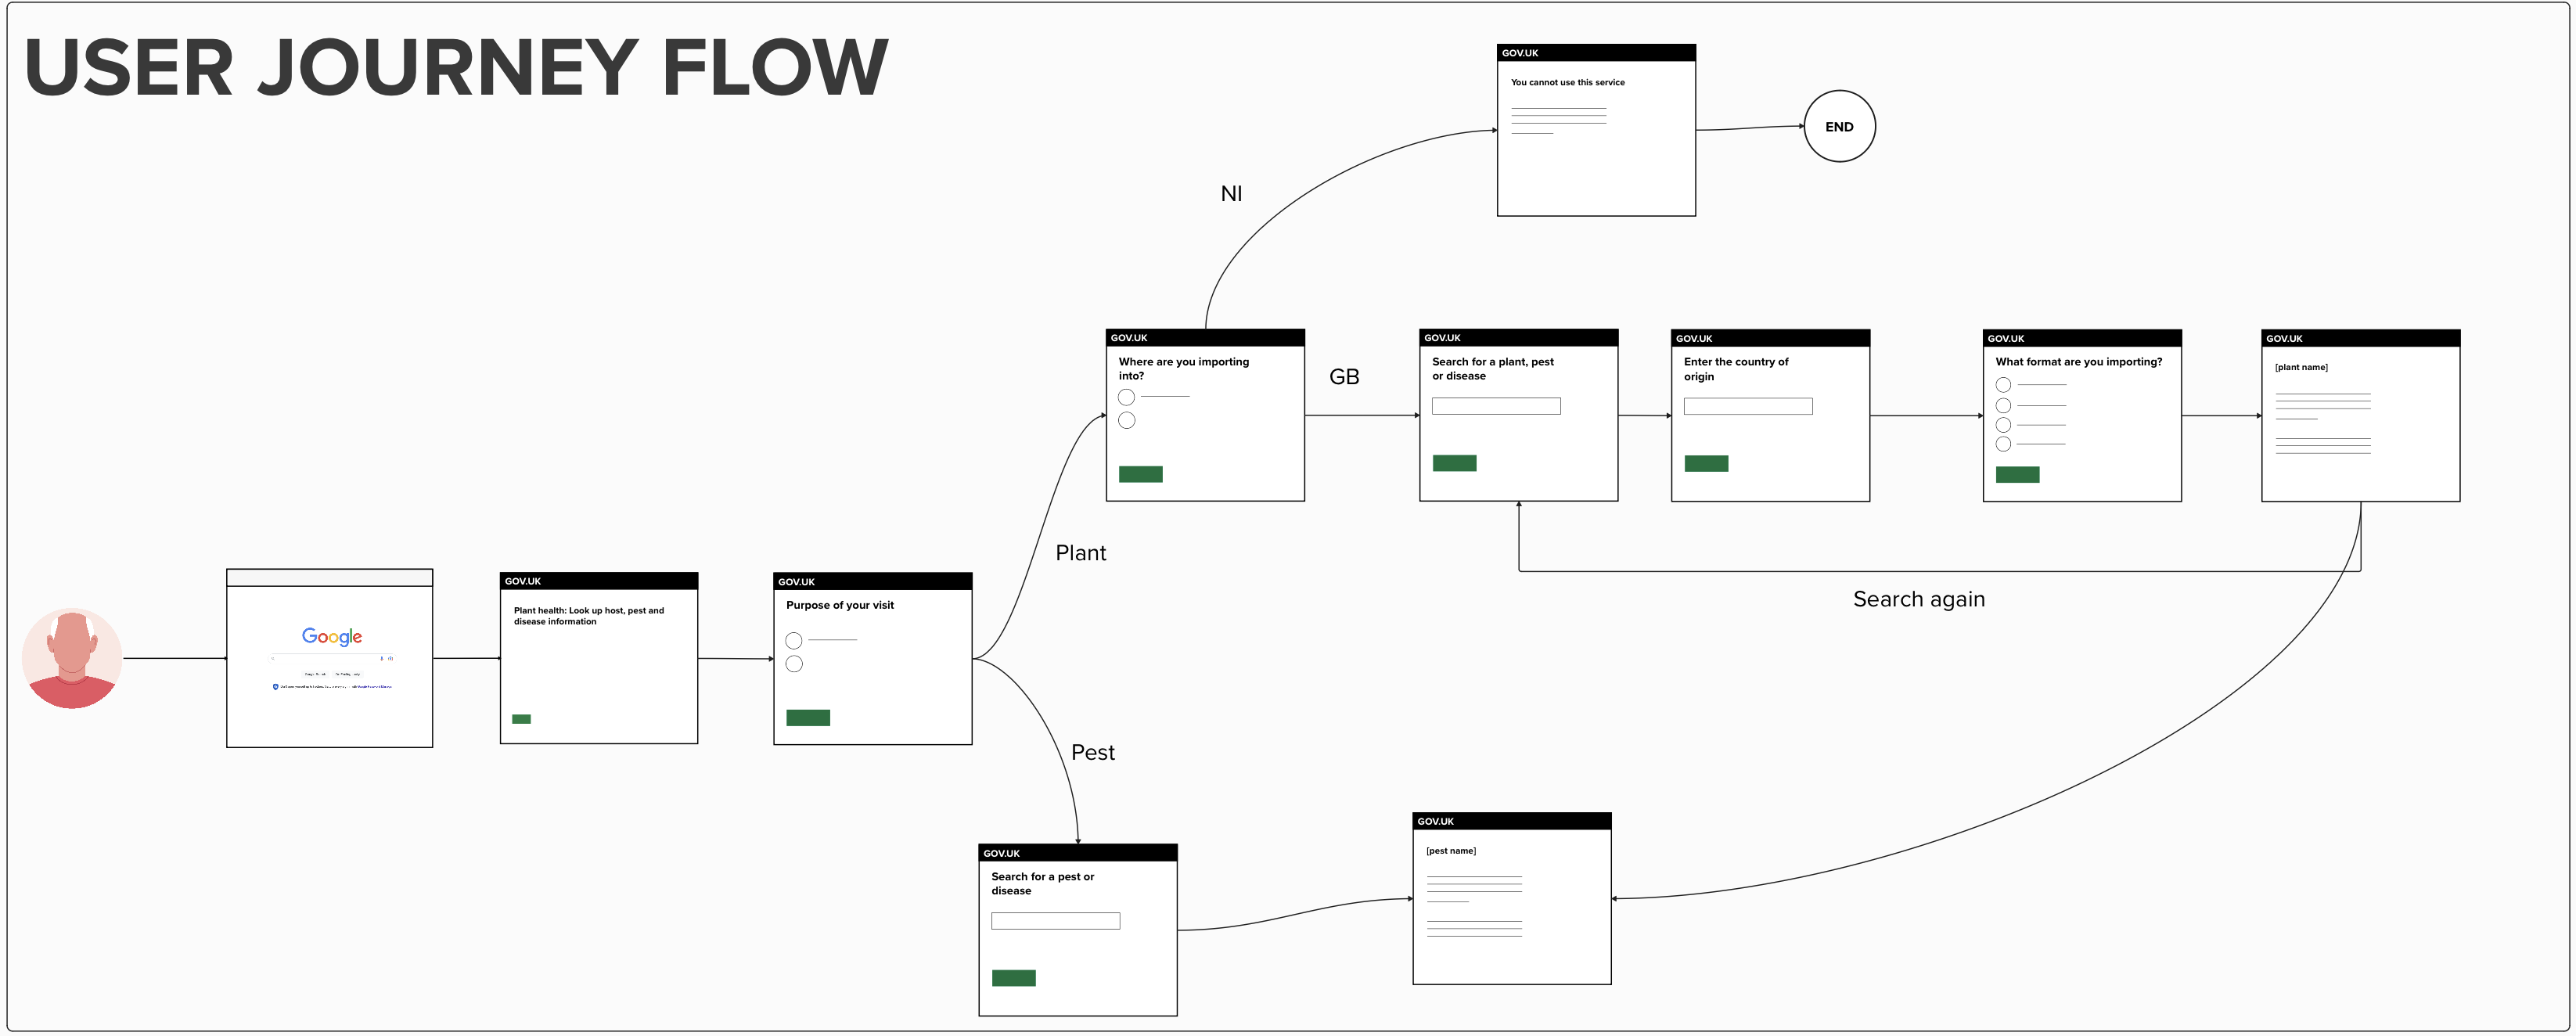 USER JOURNEY FLOW
GOV.UK
You cannot use this service
END
NI
GOV.UK
Where are you importing
into?
GB
GOV.UK
Search for a plant, pest
or disease
GOV.UK
Enter the country of
origin
GOV.UK
What format are you importing?
GOV.UK
[plant name]
Plant
Search again
Google
GOV.UK
Plant health: Look up host, pest and
disease information
GOV.UK
Purpose of your visit
Pest
GOV.UK
Search for a pest or
disease
GOV.UK
[pest name]